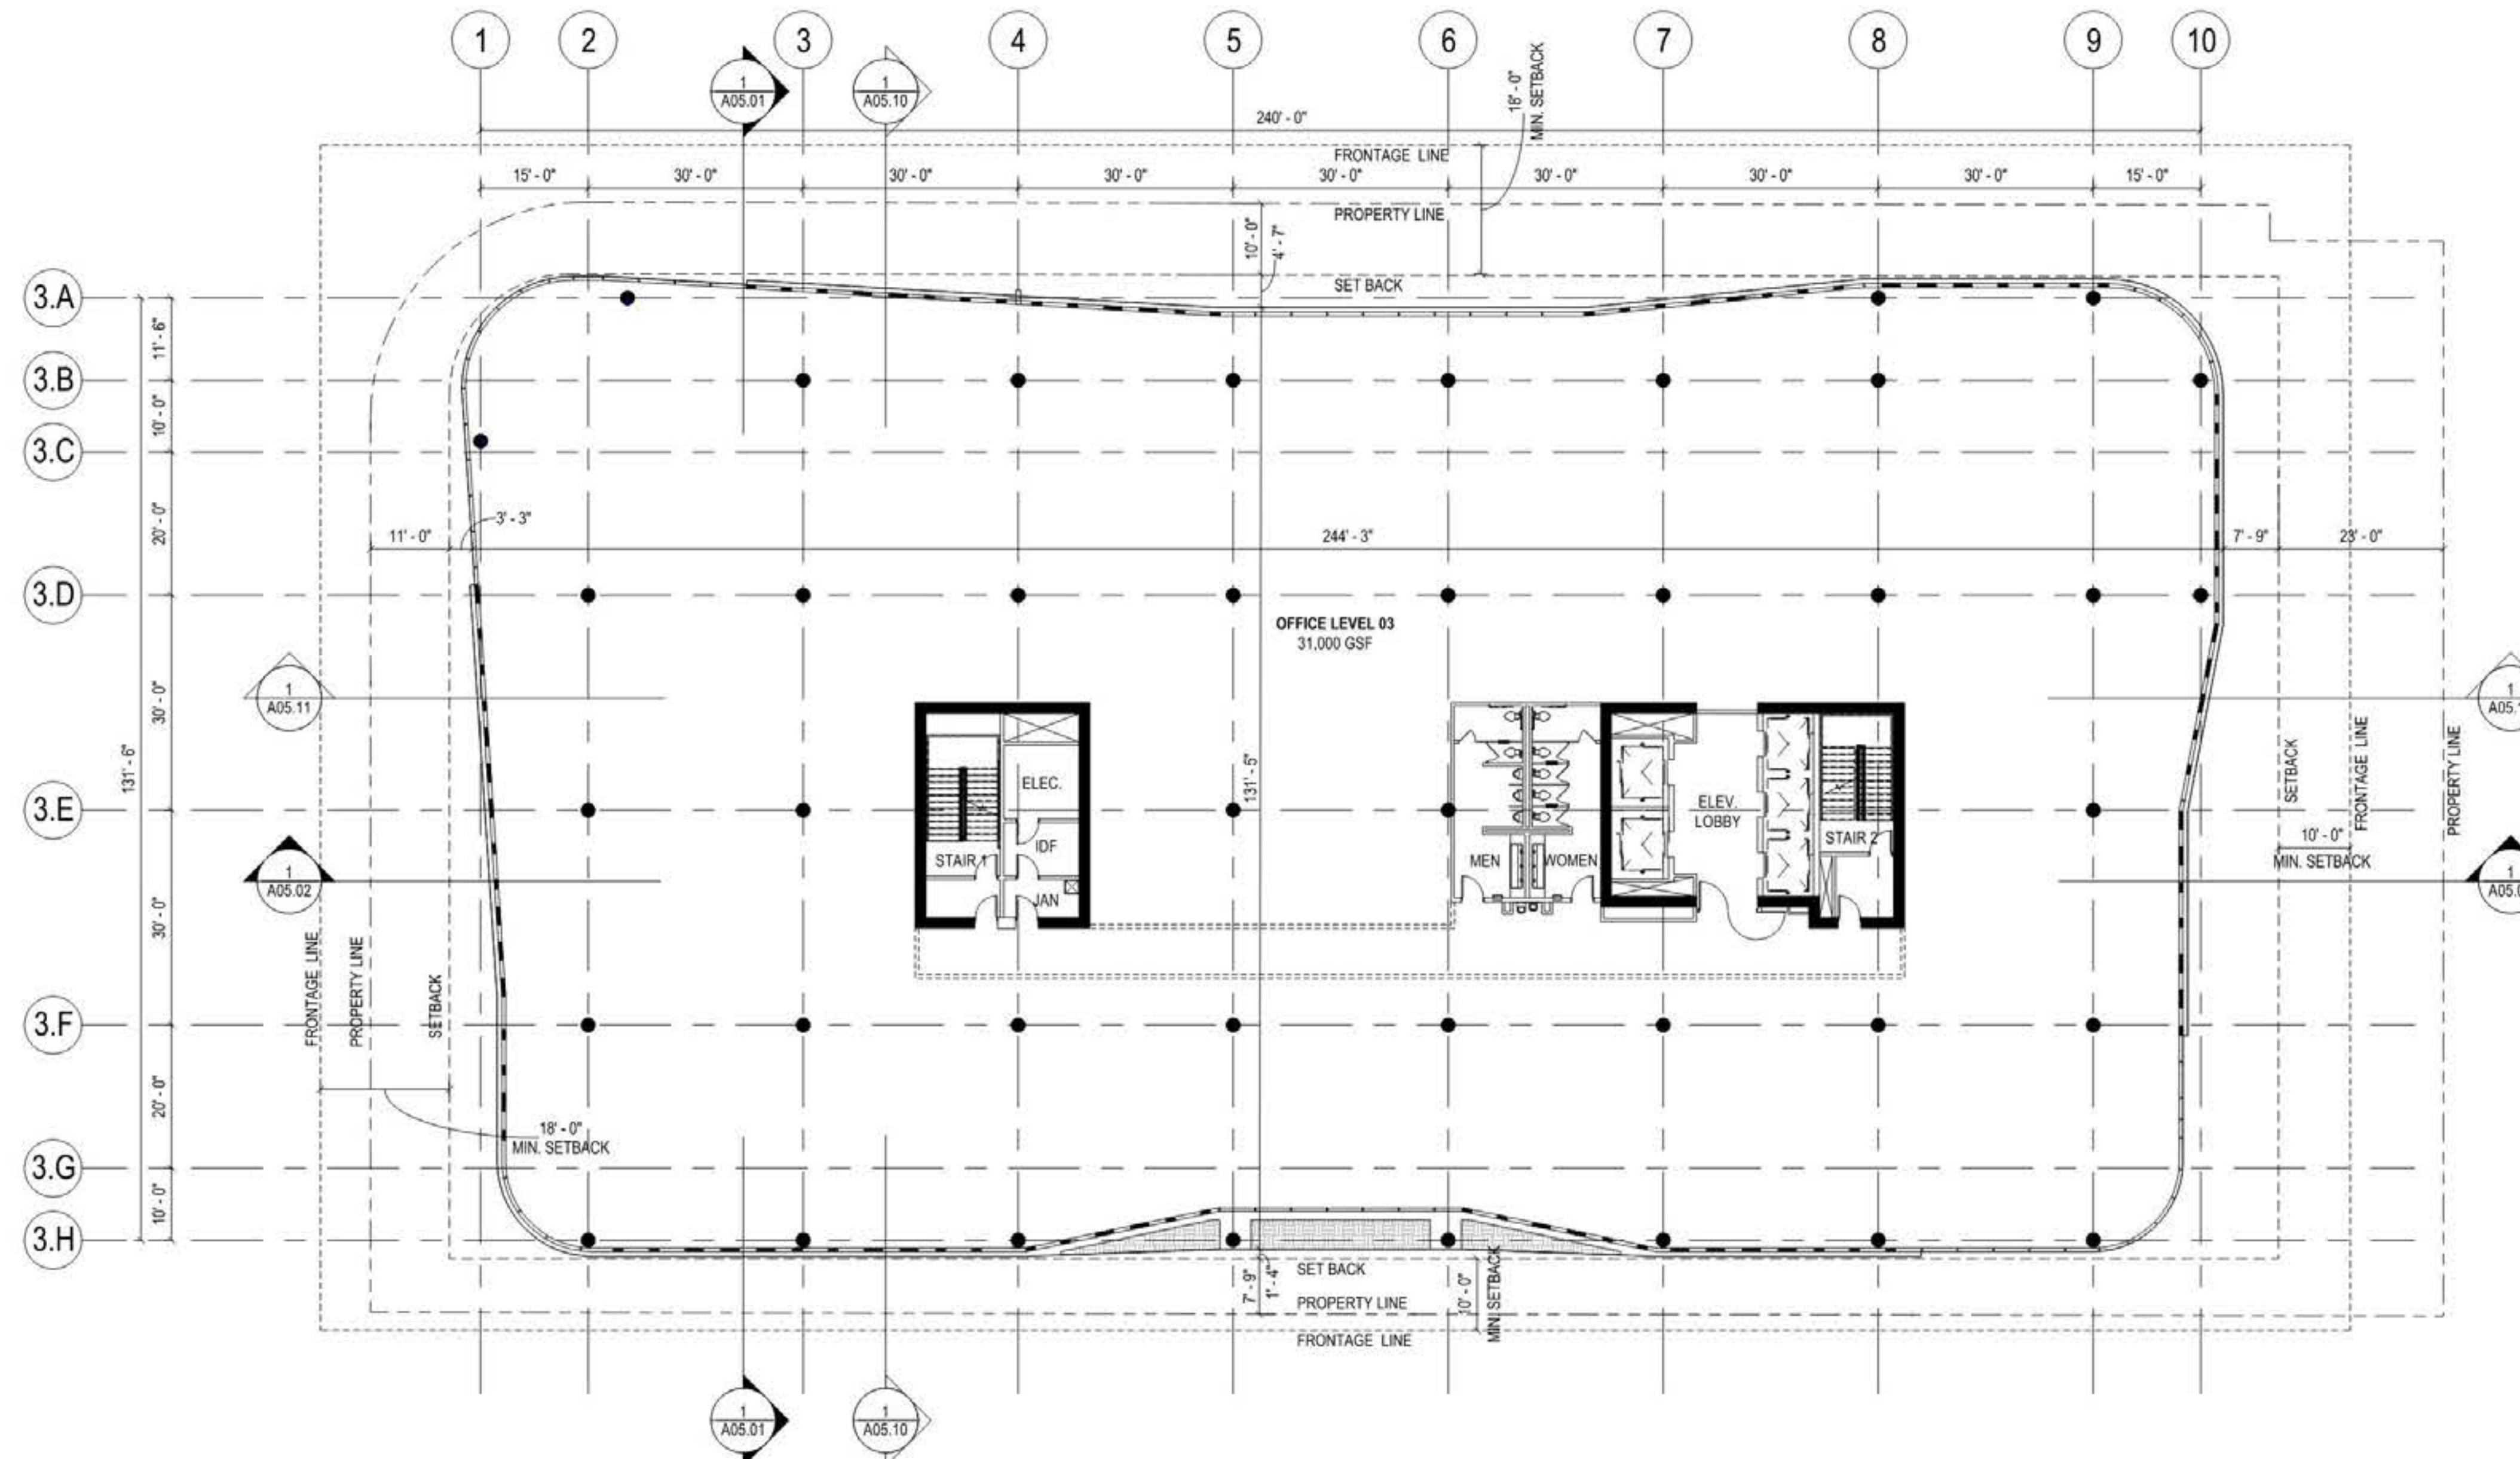 1
2
3
4
5
6
7
8
9
10
1
A05.01
1
A05.10
18' - 0"
MIN. SETBACK
240' - 0"
FRONTAGE LINE
15' - 0"
30' - 0"
30' - 0"
30' - 0"
30' - 0"
30' - 0"
30' - 0"
30' - 0"
15' - 0"
PROPERTY LINE
10' - 0"
4' - 7"
SET BACK
3.A
11' - 6"
3.B
10' - 0"
3.C
20' - 0"
3' - 3"
11' - 0"
244' - 3"
7' - 9"
23' - 0"
3.D
OFFICE LEVEL 03
31,000 GSF
30' - 0"
1
A05.11
1
131' - 6"
131' - 5"
ELEC.
ELEV.
LOBBY
SETBACK
FRONTAGE LINE
PROPERTY LINE
3.E
IDF
STAIR 2
10' - 0"
MIN. SETBACK
STAIR 1
MEN
WOMEN
1
A05.02
1
JAN
30' - 0"
FRONTAGE LINE
PROPERTY LINE
SETBACK
3.F
20' - 0"
18' - 0"
MIN. SETBACK
3.G
10' - 0"
3.H
SET BACK
7' - 9"
1' - 4"
10' - 0"
MIN SETBACK
PROPERTY LINE
FRONTAGE LINE
1
A05.01
1
A05.10